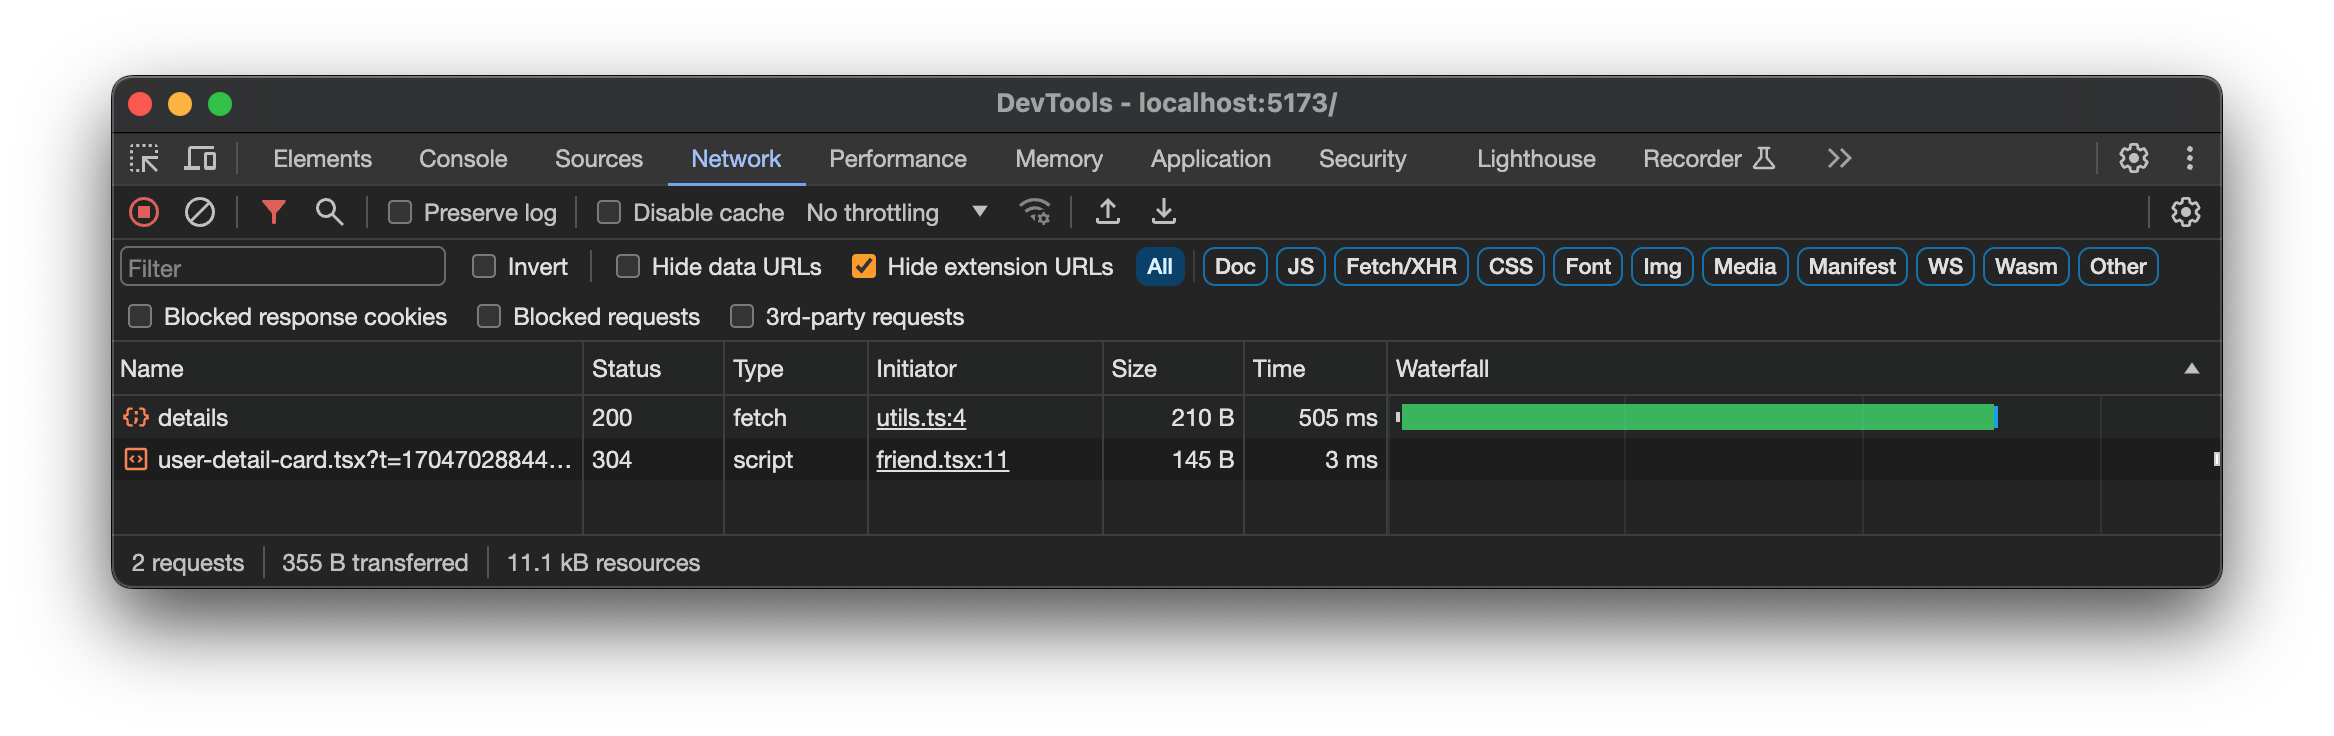 DevTools - localhost:5173/
Elements Console Sources Network Performance Memory Application Security Lighthouse Recorder
Preserve log Disable cache No throttling
Filter Invert Hide data URLs Hide extension URLs All Doc JS Fetch/XHR CSS Font Img Media Manifest WS Wasm Other
Blocked response cookies Blocked requests 3rd-party requests
Name Status Type Initiator Size Time Waterfall
details 200 fetch utils.ts:4 210 B 505 ms
user-detail-card.tsx?t=17047028844… 304 script friend.tsx:11 145 B 3 ms
2 requests 355 B transferred 11.1 kB resources